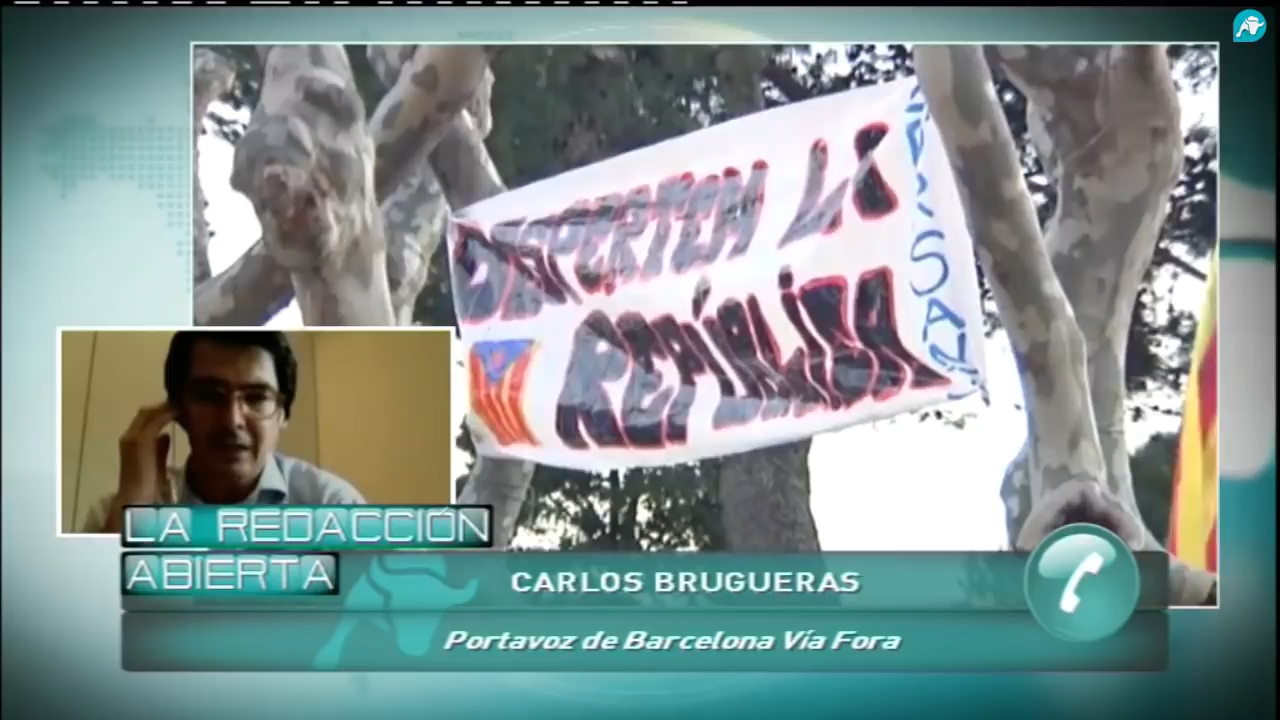 DESPERTEM LA
REPÚBLICA
LA REDACCIÓN
ABIERTA
CARLOS BRUGUERAS
Portavoz de Barcelona Vía Fora